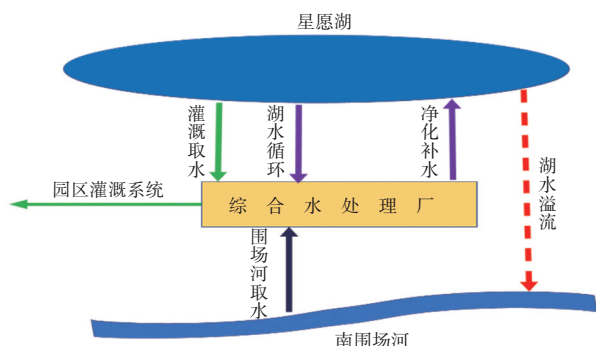 星愿湖
灌溉取水
湖水循环
净化补水
湖水溢流
园区灌溉系统
综合水处理厂
围场河取水
南围场河